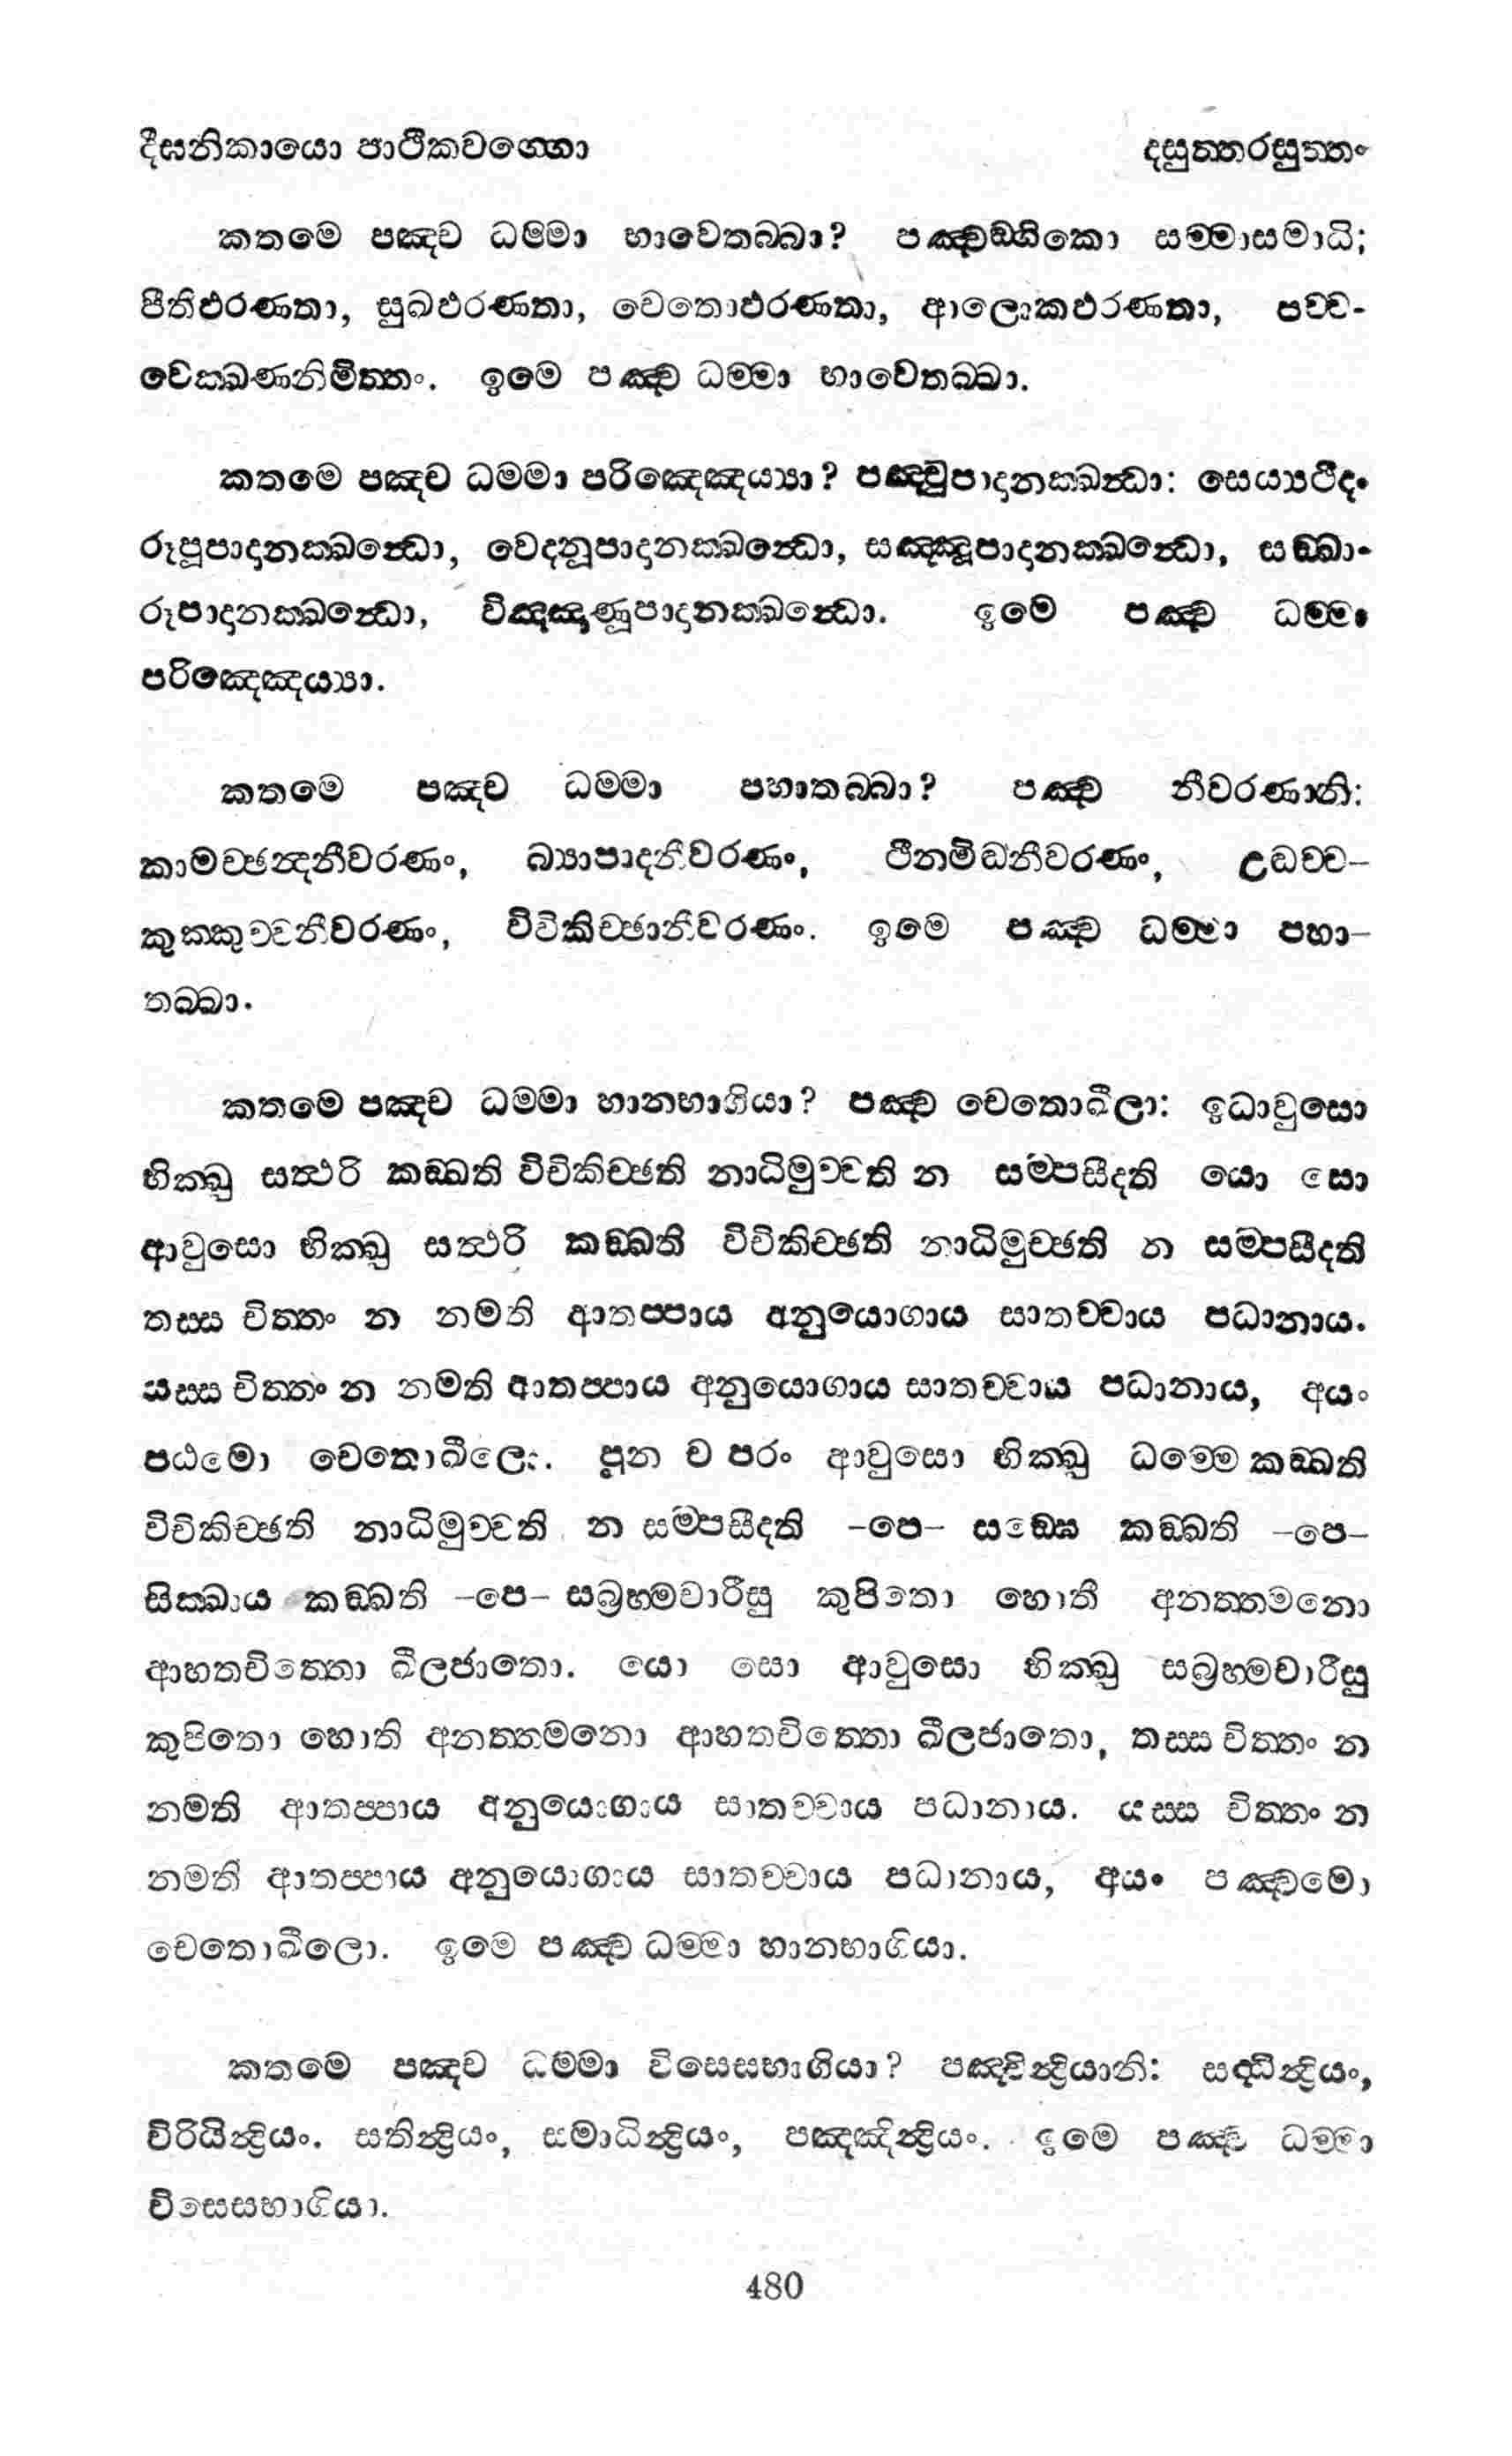 දීඝනිකායො පාථිකවග්ගො දසුත්තරසුත්තං
කතමෙ පඤ්ච ධම්මා භාවෙතබ්බා? පඤ්චඞ්ගිකො සම්මාසමාධි;
පීතිඵරණතා, සුඛඵරණතා, චෙතොඵරණතා, ආලොකඵරණතා, පච්ච-
වෙක්ඛණනිමිත්තං. ඉමෙ පඤ්ච ධම්මා භාවෙතබ්බා.
කතමෙ පඤ්ච ධම්මා පරිඤ්ඤෙය්‍යා? පඤ්චුපාදානක්ඛන්ධා: සෙය්‍යථීදං
රූපූපාදානක්ඛන්ධො, වෙදනූපාදානක්ඛන්ධො, සඤ්ඤූපාදානක්ඛන්ධො, සඞ්ඛා-
රූපාදානක්ඛන්ධො, විඤ්ඤාණූපාදානක්ඛන්ධො. ඉමෙ පඤ්ච ධම්මා
පරිඤ්ඤෙය්‍යා.
කතමෙ පඤ්ච ධම්මා පහාතබ්බා? පඤ්ච නීවරණානි:
කාමච්ඡන්දනීවරණං, බ්‍යාපාදනීවරණං, ථීනමිද්ධනීවරණං, උද්ධච්ච-
කුක්කුච්චනීවරණං, විචිකිච්ඡානීවරණං. ඉමෙ පඤ්ච ධම්මා පහා-
තබ්බා.
කතමෙ පඤ්ච ධම්මා හානභාගියා? පඤ්ච චෙතොඛීලා: ඉධාවුසො
භික්ඛු සත්ථරි කඞ්ඛති විචිකිච්ඡති නාධිමුච්චති න සම්පසීදති යො සො
ආවුසො භික්ඛු සත්ථරි කඞ්ඛති විචිකිච්ඡති නාධිමුච්ඡති න සම්පසීදති
තස්ස චිත්තං න නමති ආතප්පාය අනුයොගාය සාතච්චාය පධානාය.
යස්ස චිත්තං න නමති ආතප්පාය අනුයොගාය සාතච්චාය පධානාය, අයං
පඨමො චෙතොඛීලො. පුන ච පරං ආවුසො භික්ඛු ධම්මෙ කඞ්ඛති
විචිකිච්ඡති නාධිමුච්චති න සම්පසීදති -පෙ- සඞ්ඝෙ කඞ්ඛති -පෙ-
සික්ඛාය කඞ්ඛති -පෙ- සබ්‍රහ්මචාරීසු කුපිතො හොති අනත්තමනො
ආහතචිත්තො ඛීලජාතො. යො සො ආවුසො භික්ඛු සබ්‍රහ්මචාරීසු
කුපිතො හොති අනත්තමනො ආහතචිත්තො ඛීලජාතො, තස්ස චිත්තං න
නමති ආතප්පාය අනුයොගාය සාතච්චාය පධානාය. යස්ස චිත්තං න
නමති ආතප්පාය අනුයොගාය සාතච්චාය පධානාය, අයං පඤ්චමො
චෙතොඛීලො. ඉමෙ පඤ්ච ධම්මා හානභාගියා.
කතමෙ පඤ්ච ධම්මා විසෙසභාගියා? පඤ්චින්ද්‍රියානි: සද්ධින්ද්‍රියං,
විරියින්ද්‍රියං. සතින්ද්‍රියං, සමාධින්ද්‍රියං, පඤ්ඤින්ද්‍රියං. ඉමෙ පඤ්ච ධම්මා
විසෙසභාගියා.
480